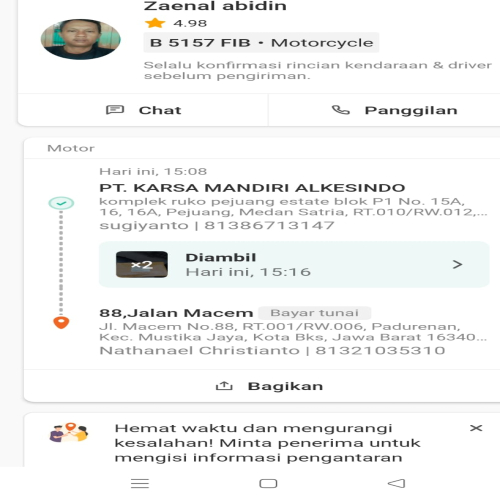 Zaenal abidin
4.98
B 5157 FIB • Motorcycle
Selalu konfirmasi rincian kendaraan & driver
sebelum pengiriman.
Chat
Panggilan
Motor
Hari ini, 15:08
PT. KARSA MANDIRI ALKESINDO
komplek ruko pejuang estate blok P1 No. 15A,
16, 16A, Pejuang, Medan Satria, RT.010/RW.012,...
sugiyanto | 81386713147
×2
Diambil
Hari ini, 15:16
88,Jalan Macem Bayar tunai
Jl. Macem No.88, RT.001/RW.006, Padurenan,
Kec. Mustika Jaya, Kota Bks, Jawa Barat 16340...
Nathanael Christianto | 81321035310
Bagikan
Hemat waktu dan mengurangi
kesalahan! Minta penerima untuk
mengisi informasi pengantaran